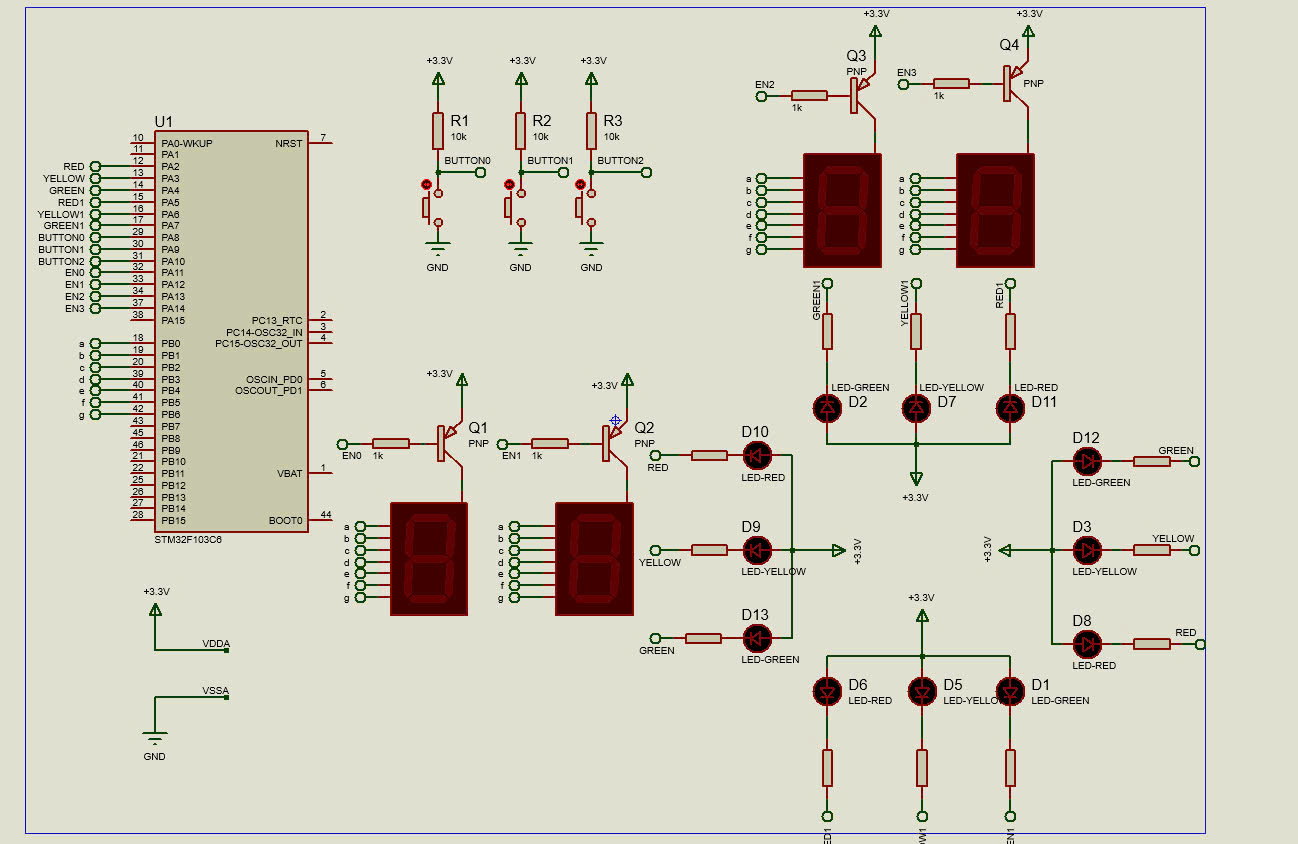 U1
10 PA0-WKUP NRST 7
11 PA1
RED 12 PA2
YELLOW 13 PA3
GREEN 14 PA4
RED1 15 PA5
YELLOW1 16 PA6
GREEN1 17 PA7
BUTTON0 29 PA8
BUTTON1 30 PA9
BUTTON2 31 PA10
EN0 32 PA11
EN1 33 PA12
EN2 34 PA13
EN3 37 PA14
38 PA15
PC13_RTC 2
PC14-OSC32_IN 3
PC15-OSC32_OUT 4
a 18 PB0
b 19 PB1
c 20 PB2
d 39 PB3
e 40 PB4
f 41 PB5
g 42 PB6
43 PB7
45 PB8
46 PB9
21 PB10
22 PB11
25 PB12
26 PB13
27 PB14
28 PB15
OSCIN_PD0 5
OSCOUT_PD1 6
VBAT 1
BOOT0 44
STM32F103C6
+3.3V
VDDA
VSSA
GND
+3.3V +3.3V +3.3V
R1 R2 R3
10k 10k 10k
BUTTON0 BUTTON1 BUTTON2
GND GND GND
+3.3V
Q3
PNP
EN2
1k
+3.3V
Q4
PNP
EN3
1k
a
b
c
d
e
f
g
a
b
c
d
e
f
g
GREEN1 YELLOW1 RED1
LED-GREEN LED-YELLOW LED-RED
D2 D7 D11
+3.3V
+3.3V
Q1
PNP
EN0
1k
+3.3V
Q2
PNP
EN1
1k
a
b
c
d
e
f
g
a
b
c
d
e
f
g
D10
RED
LED-RED
D9
YELLOW
LED-YELLOW
+3.3V
D13
GREEN
LED-GREEN
D12
GREEN
LED-GREEN
D3
YELLOW
LED-YELLOW
+3.3V
D8
RED
LED-RED
+3.3V
D6 D5 D1
LED-RED LED-YELLO LED-GREEN